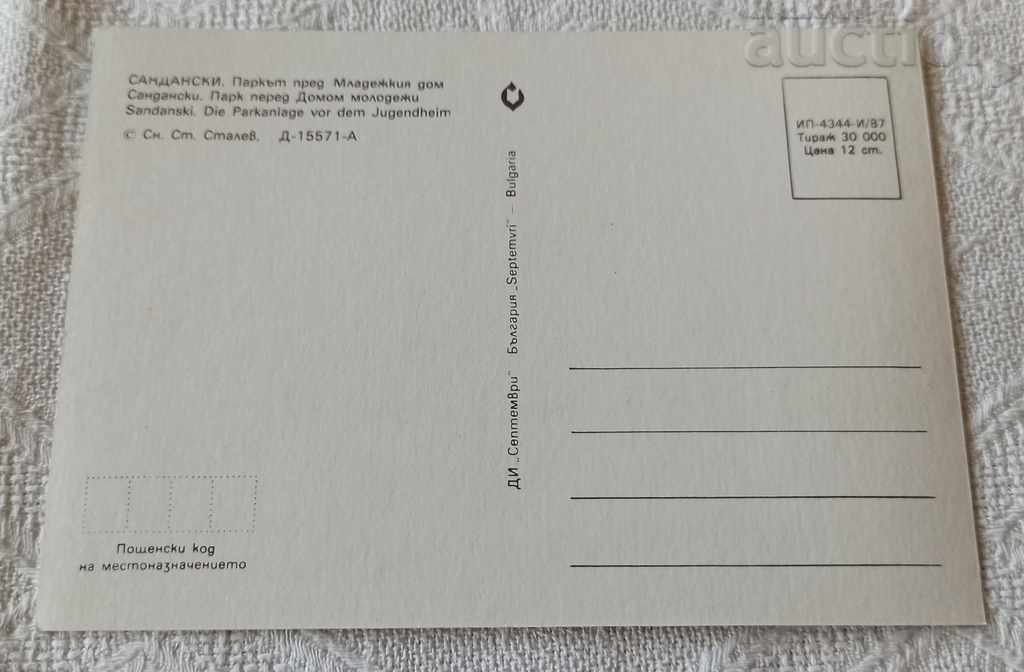 САНДАНСКИ. Паркът пред Младежкия дом
Сандански. Парк перед Домом молодежи
Sandanski. Die Parkanlage vor dem Jugendheim
© Сн. Ст. Сталев. Д-15571-А
ДИ „Септември“ България „Septemvri“ – Bulgaria
auction
ИП-4344-И/87
Тираж 30 000
Цена 12 ст.
Пощенски код
на местоназначението